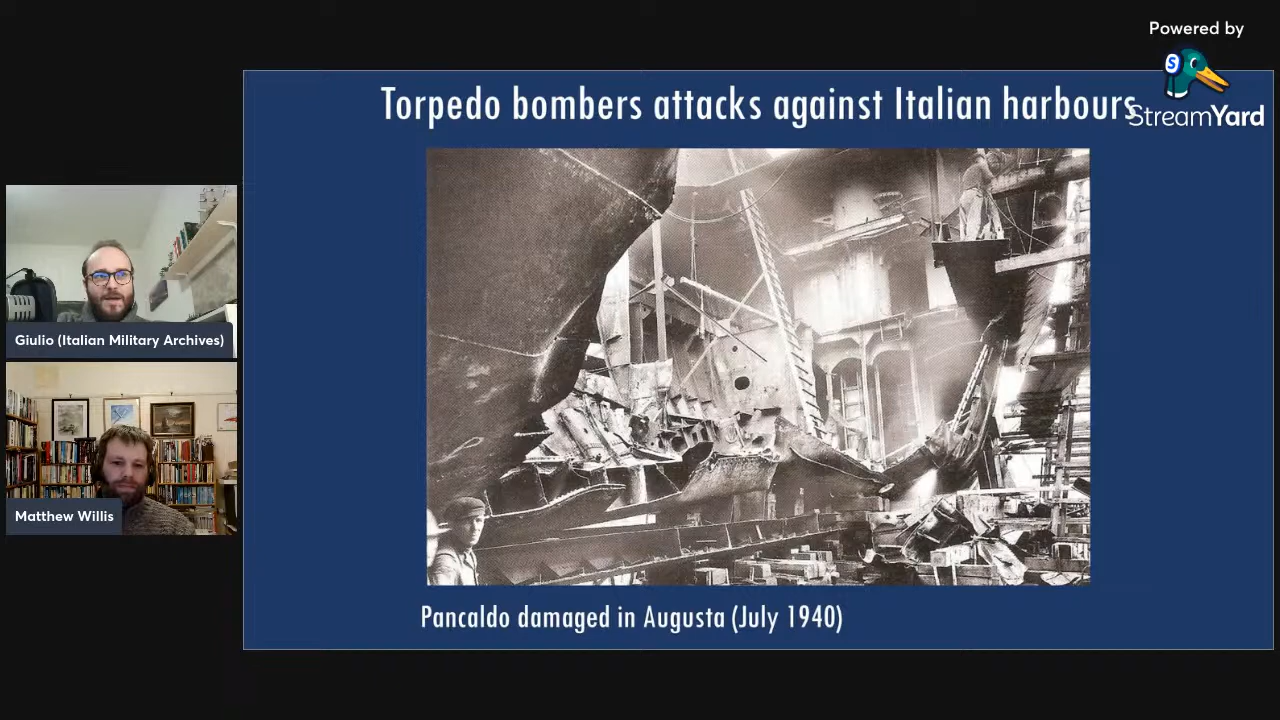 Powered by
S
StreamYard
Torpedo bombers attacks against Italian harbours
Giulio (Italian Military Archives)
Matthew Willis
Pancaldo damaged in Augusta (July 1940)